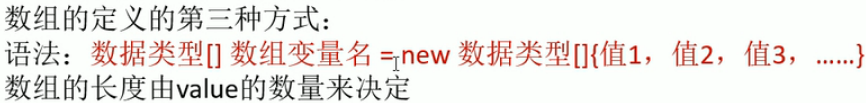 数组的定义的第三种方式：
语法：数据类型[] 数组变量名 = new 数据类型[]{值1，值2，值3，……}
数组的长度由value的数量来决定